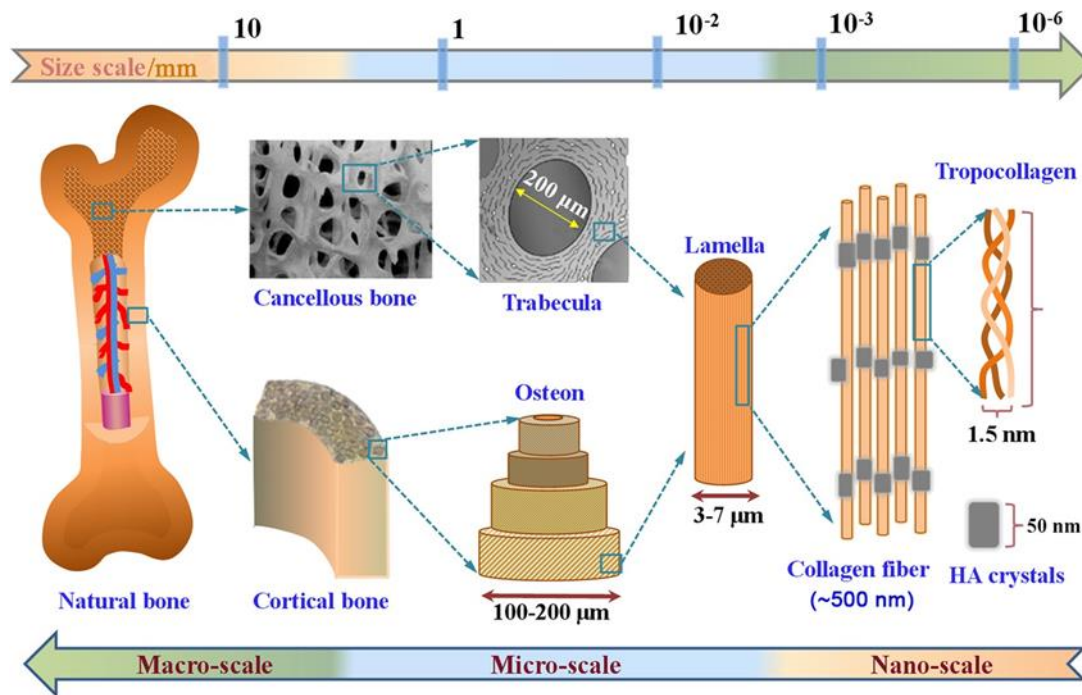 10
1
10-2
10-3
10-6
Size scale/mm
Tropocollagen
200 μm
Lamella
Cancellous bone
Trabecula
Osteon
1.5 nm
3-7 μm
50 nm
Natural bone
Cortical bone
100-200 μm
Collagen fiber
(~500 nm)
HA crystals
Macro-scale
Micro-scale
Nano-scale